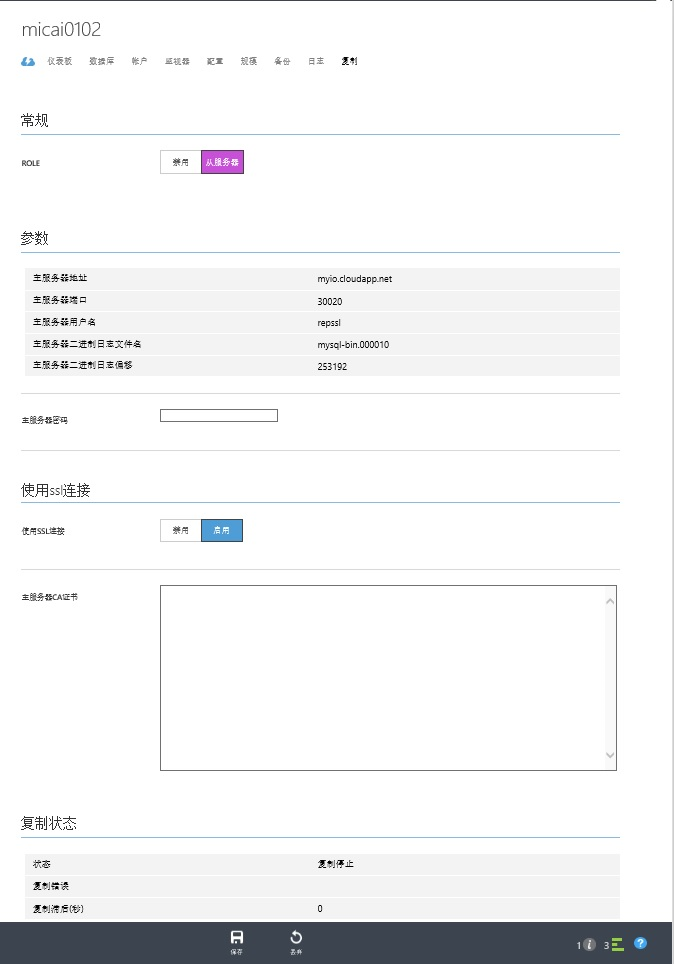 micai0102
仪表板 数据库 帐户 监视器 配置 规模 备份 日志 复制
常规
ROLE 禁用 从服务器
参数
主服务器地址 myio.cloudapp.net
主服务器端口 30020
主服务器用户名 repssl
主服务器二进制日志文件名 mysql-bin.000010
主服务器二进制日志偏移 253192
主服务器密码
使用ssl连接
使用SSL连接 禁用 启用
主服务器CA证书
复制状态
状态 复制停止
复制错误
复制滞后(秒) 0
保存 丢弃 1 i 3 ?